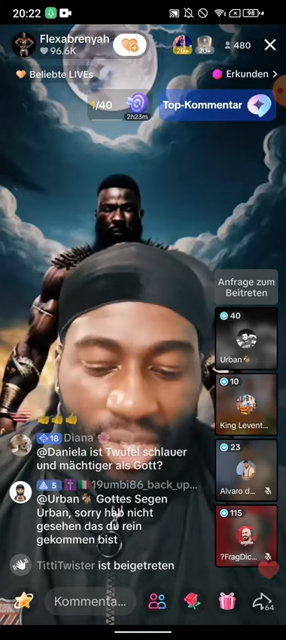 20:22
98
Flexabrenyah
96.6K
480
Beliebte LIVEs
Erkunden >
/40
2h23m
Top-Kommentar
Anfrage zum
Beitreten
40
Urban
10
King Levent...
23
Alvaro d...
115
?FragDic...
18 Diana
@Daniela ist Twufel schlauer
und mächtiger als Gott?
5 19umbi86_back_up...
@Urban Gottes Segen
Urban, sorry hab nicht
gesehen das du rein
gekommen bist
TittiTwister ist beigetreten
Kommenta...
64